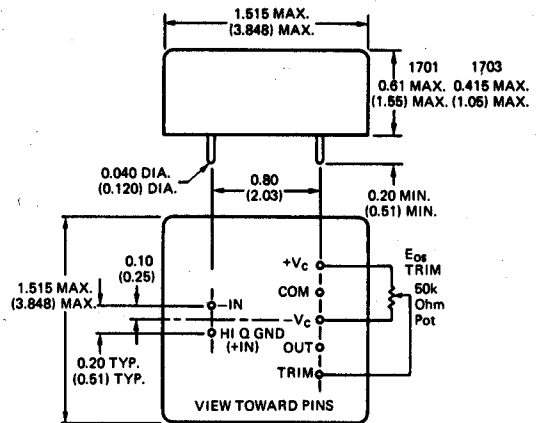 1.515 MAX.
(3.848) MAX.
1701 1703
0.61 MAX. 0.415 MAX.
(1.55) MAX. (1.05) MAX.
0.040 DIA.
(0.120) DIA.
0.80
(2.03)
0.20 MIN.
(0.51) MIN.
0.10
(0.25)
1.515 MAX.
(3.848) MAX.
0.20 TYP.
(0.51) TYP.
-IN
HI Q GND
(+IN)
+VC
COM
-VC
OUT
TRIM
EOS
TRIM
50k
Ohm
Pot
VIEW TOWARD PINS